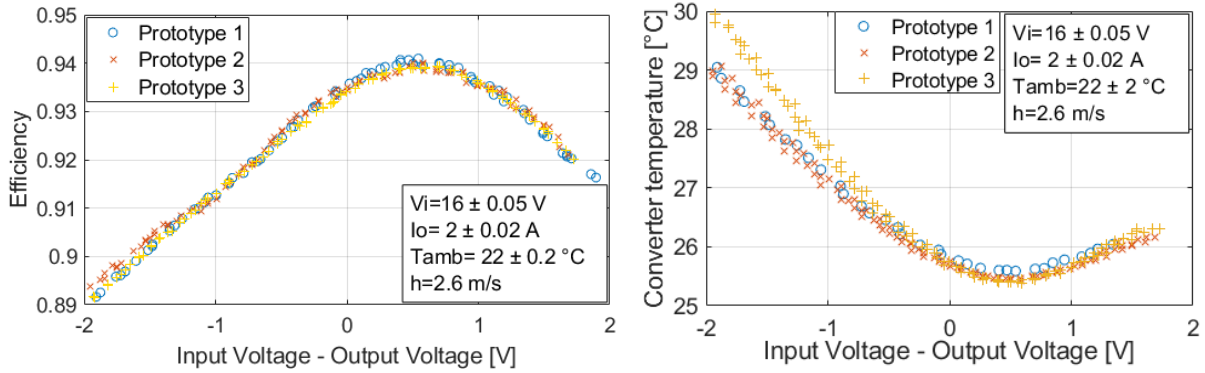 0.95
0.94
0.93
0.92
0.91
0.9
0.89
Efficiency
Prototype 1
Prototype 2
Prototype 3
Vi=16 ± 0.05 V
Io= 2 ± 0.02 A
Tamb= 22 ± 0.2 °C
h=2.6 m/s
-2 -1 0 1 2
Input Voltage - Output Voltage [V]
30
29
28
27
26
25
Converter temperature [°C]
Prototype 1
Prototype 2
Prototype 3
Vi=16 ± 0.05 V
Io= 2 ± 0.02 A
Tamb=22 ± 2 °C
h=2.6 m/s
-2 -1 0 1 2
Input Voltage - Output Voltage [V]